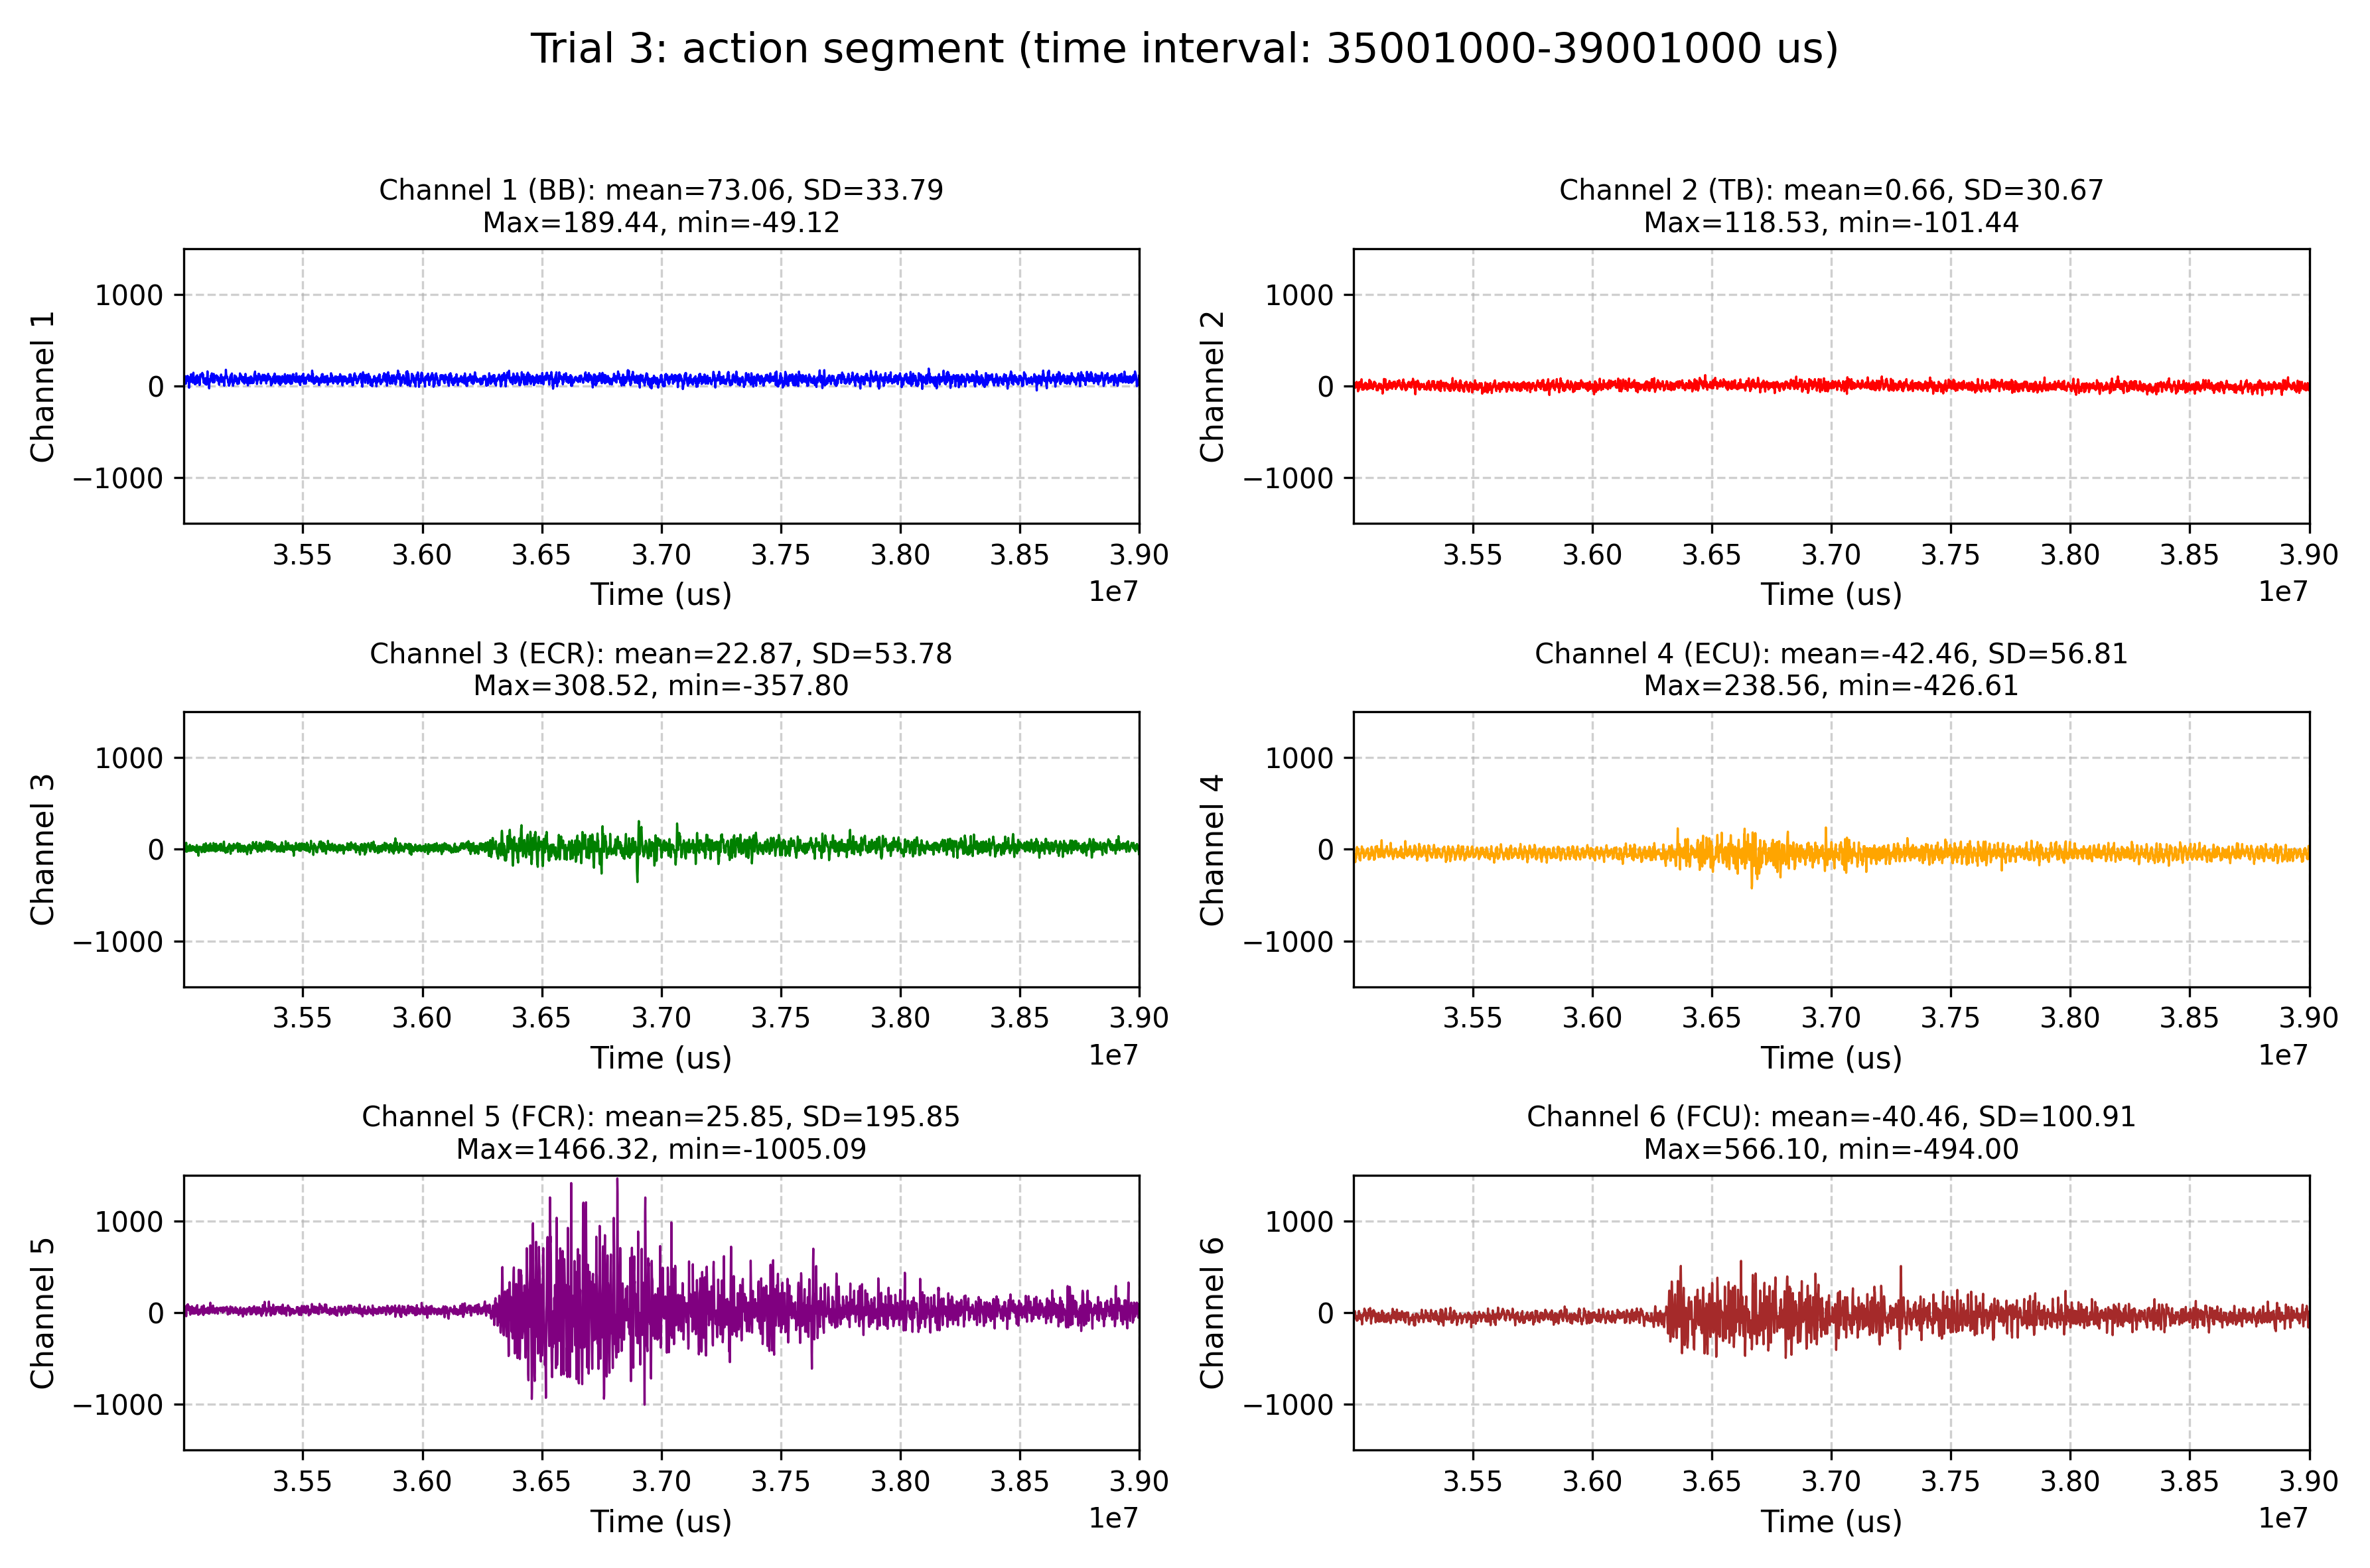 Trial 3: action segment (time interval: 35001000-39001000 us)
Channel 1 (BB): mean=73.06, SD=33.79
Max=189.44, min=-49.12
Channel 1
1000
0
−1000
3.55 3.60 3.65 3.70 3.75 3.80 3.85 3.90
Time (us)
1e7
Channel 2 (TB): mean=0.66, SD=30.67
Max=118.53, min=-101.44
Channel 2
1000
0
−1000
3.55 3.60 3.65 3.70 3.75 3.80 3.85 3.90
Time (us)
1e7
Channel 3 (ECR): mean=22.87, SD=53.78
Max=308.52, min=-357.80
Channel 3
1000
0
−1000
3.55 3.60 3.65 3.70 3.75 3.80 3.85 3.90
Time (us)
1e7
Channel 4 (ECU): mean=-42.46, SD=56.81
Max=238.56, min=-426.61
Channel 4
1000
0
−1000
3.55 3.60 3.65 3.70 3.75 3.80 3.85 3.90
Time (us)
1e7
Channel 5 (FCR): mean=25.85, SD=195.85
Max=1466.32, min=-1005.09
Channel 5
1000
0
−1000
3.55 3.60 3.65 3.70 3.75 3.80 3.85 3.90
Time (us)
1e7
Channel 6 (FCU): mean=-40.46, SD=100.91
Max=566.10, min=-494.00
Channel 6
1000
0
−1000
3.55 3.60 3.65 3.70 3.75 3.80 3.85 3.90
Time (us)
1e7